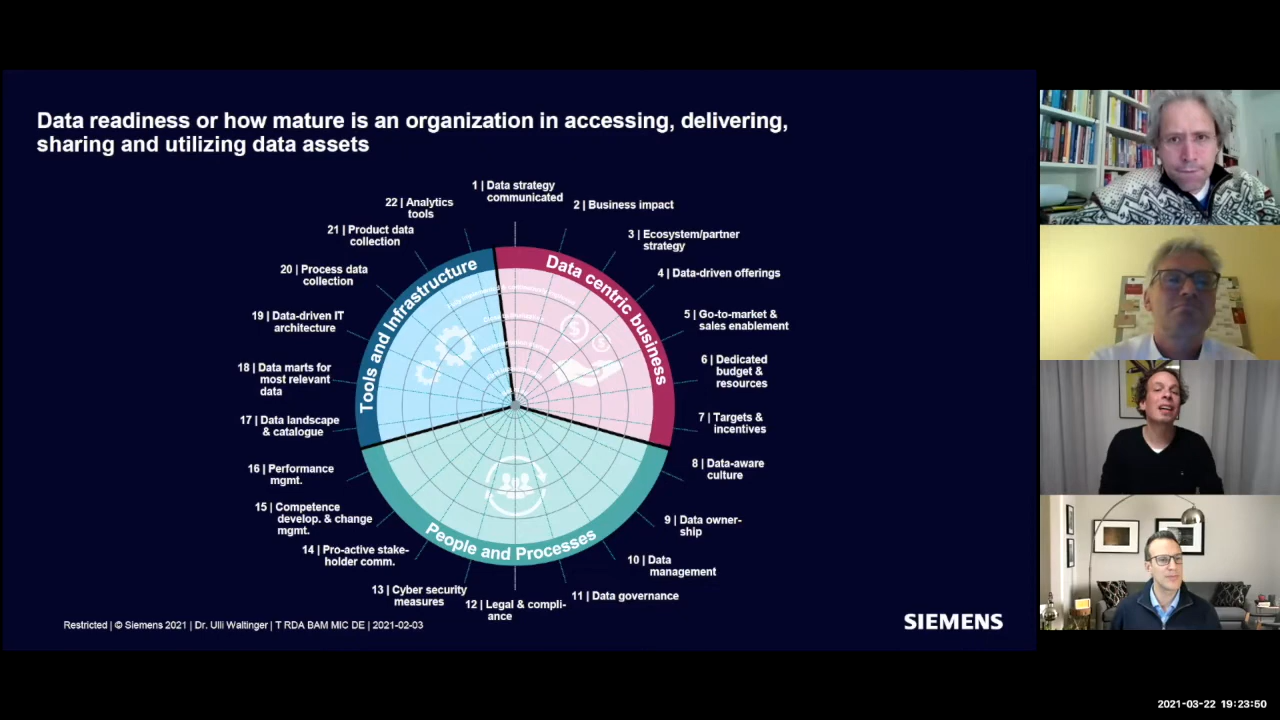 Data readiness or how mature is an organization in accessing, delivering,
sharing and utilizing data assets
1 | Data strategy
communicated
2 | Business impact
3 | Ecosystem/partner
strategy
4 | Data-driven offerings
5 | Go-to-market &
sales enablement
6 | Dedicated
budget &
resources
7 | Targets &
incentives
8 | Data-aware
culture
9 | Data owner-
ship
10 | Data
management
11 | Data governance
12 | Legal & compli-
ance
13 | Cyber security
measures
14 | Pro-active stake-
holder comm.
15 | Competence
develop. & change
mgmt.
16 | Performance
mgmt.
17 | Data landscape
& catalogue
18 | Data marts for
most relevant
data
19 | Data-driven IT
architecture
20 | Process data
collection
21 | Product data
collection
22 | Analytics
tools
Tools and Infrastructure
Data centric business
People and Processes
Restricted | © Siemens 2021 | Dr. Ulli Waltinger | T RDA BAM MIC DE | 2021-02-03
SIEMENS
2021-03-22 19:23:50